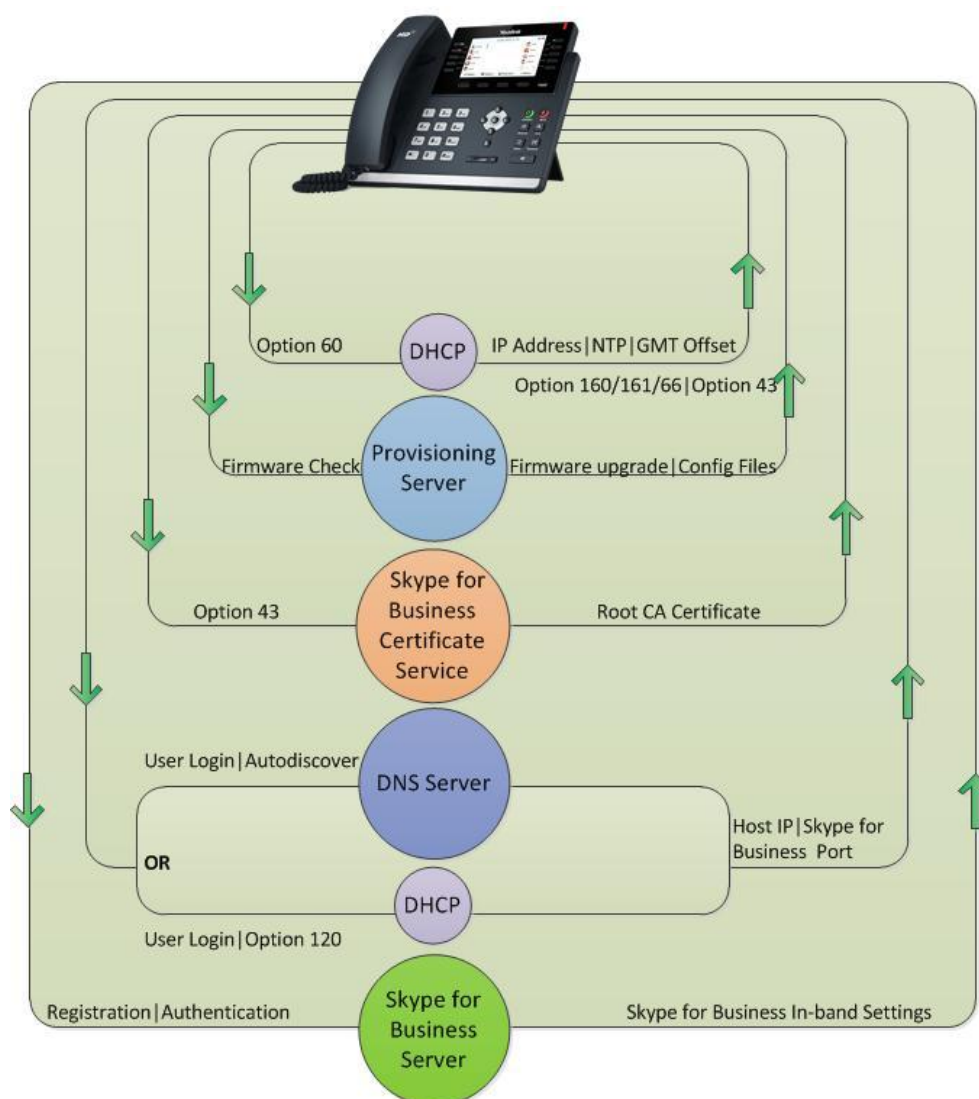 HD
Yealink
Option 60
DHCP
IP Address|NTP|GMT Offset
Option 160/161/66|Option 43
Firmware Check
Provisioning
Server
Firmware upgrade|Config Files
Option 43
Skype for
Business
Certificate
Service
Root CA Certificate
User Login|Autodiscover
DNS Server
Host IP|Skype for
Business Port
OR
DHCP
User Login|Option 120
Registration|Authentication
Skype for
Business
Server
Skype for Business In-band Settings